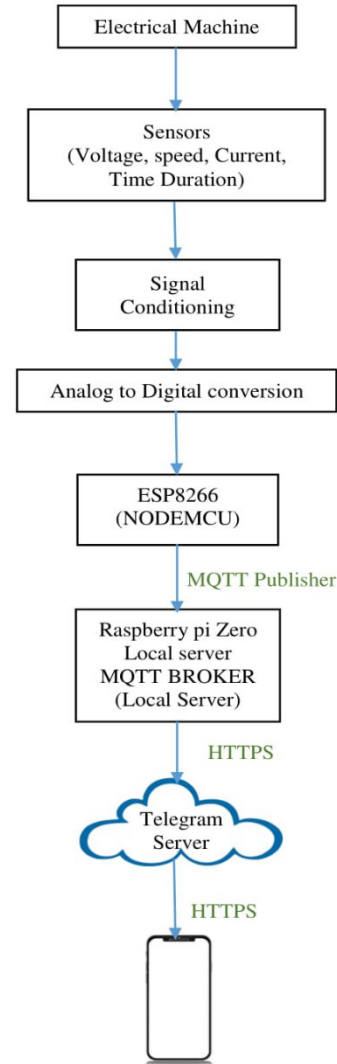 Electrical Machine
Sensors
(Voltage, speed, Current,
Time Duration)
Signal
Conditioning
Analog to Digital conversion
ESP8266
(NODEMCU)
MQTT Publisher
Raspberry pi Zero
Local server
MQTT BROKER
(Local Server)
HTTPS
Telegram
Server
HTTPS